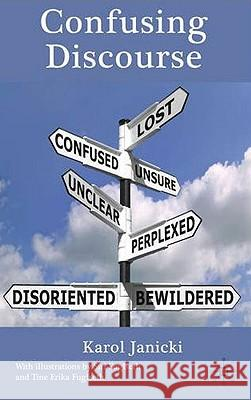 Confusing
Discourse
LOST
CONFUSED
UNSURE
UNCLEAR
PERPLEXED
DISORIENTED
BEWILDERED
Karol Janicki
With illustrations by
and Tine Erika